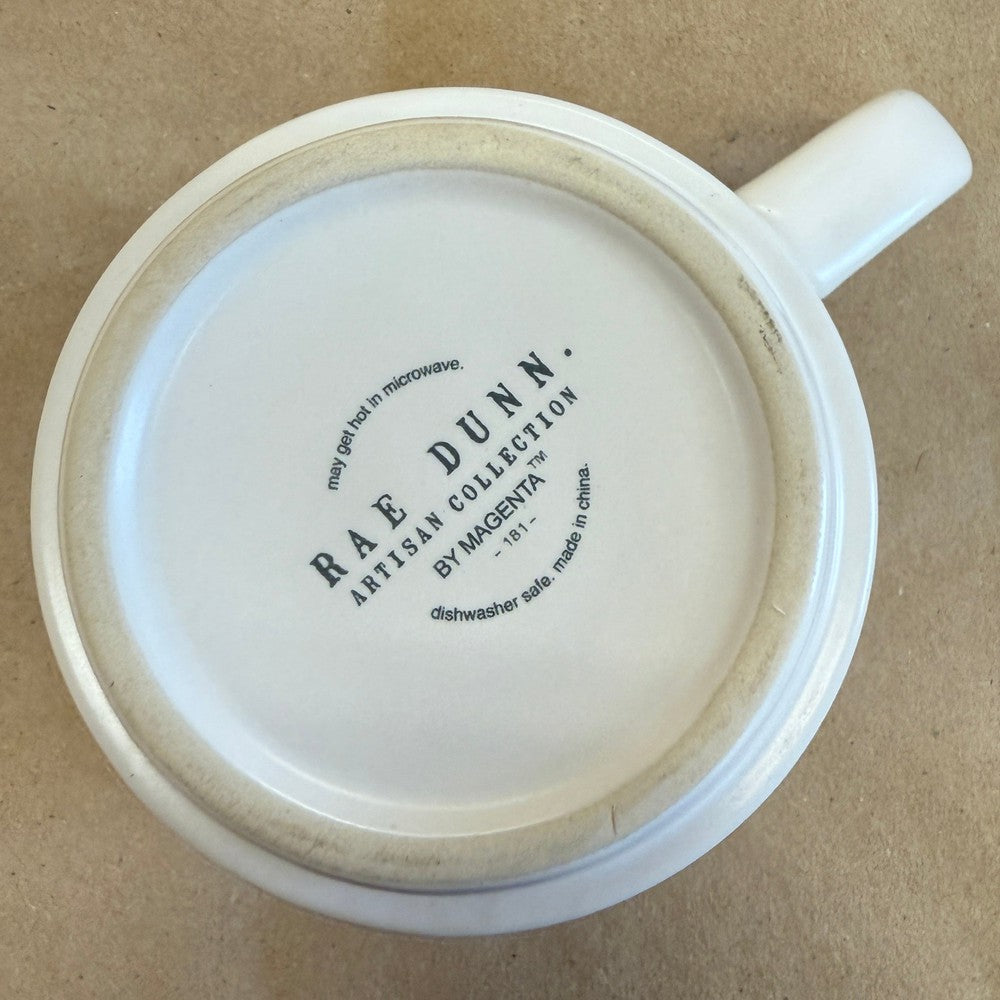 may get hot in microwave.
RAE DUNN.
ARTISAN COLLECTION
BY MAGENTA™
- 181 -
dishwasher safe. made in china.